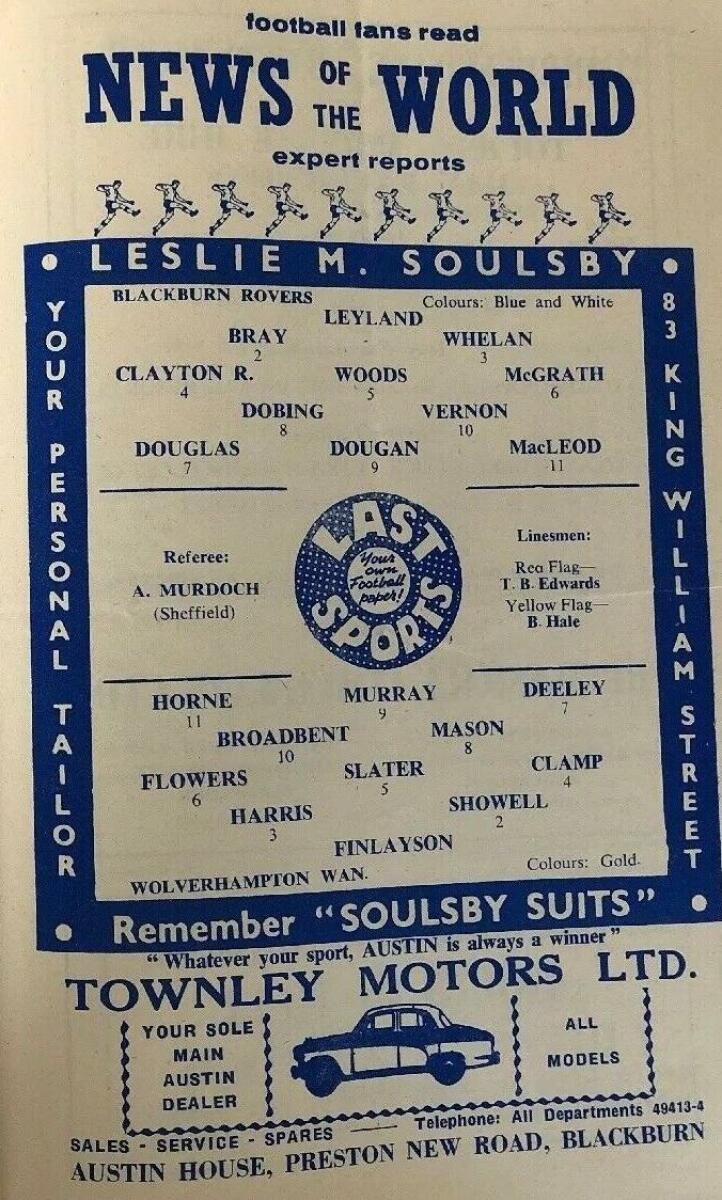 football fans read
NEWS OF THE WORLD
expert reports
• LESLIE M. SOULSBY •
YOUR PERSONAL TAILOR
83 KING WILLIAM STREET
BLACKBURN ROVERS Colours: Blue and White
LEYLAND
BRAY WHELAN
2 3
CLAYTON R. WOODS McGRATH
4 5 6
DOBING VERNON
8 10
DOUGLAS DOUGAN MacLEOD
7 9 11
Referee:
A. MURDOCH
(Sheffield)
LAST SPORTS
Your
own
Football
paper!
Linesmen:
Red Flag—
T. B. Edwards
Yellow Flag—
B. Hale
HORNE MURRAY DEELEY
11 9 7
BROADBENT MASON
10 8
FLOWERS SLATER CLAMP
6 5 4
HARRIS SHOWELL
3 2
FINLAYSON
WOLVERHAMPTON WAN. Colours: Gold.
• Remember "SOULSBY SUITS" •
"Whatever your sport, AUSTIN is always a winner"
TOWNLEY MOTORS LTD.
YOUR SOLE
MAIN
AUSTIN
DEALER
ALL
MODELS
SALES - SERVICE - SPARES — Telephone: All Departments 49413-4
AUSTIN HOUSE, PRESTON NEW ROAD, BLACKBURN